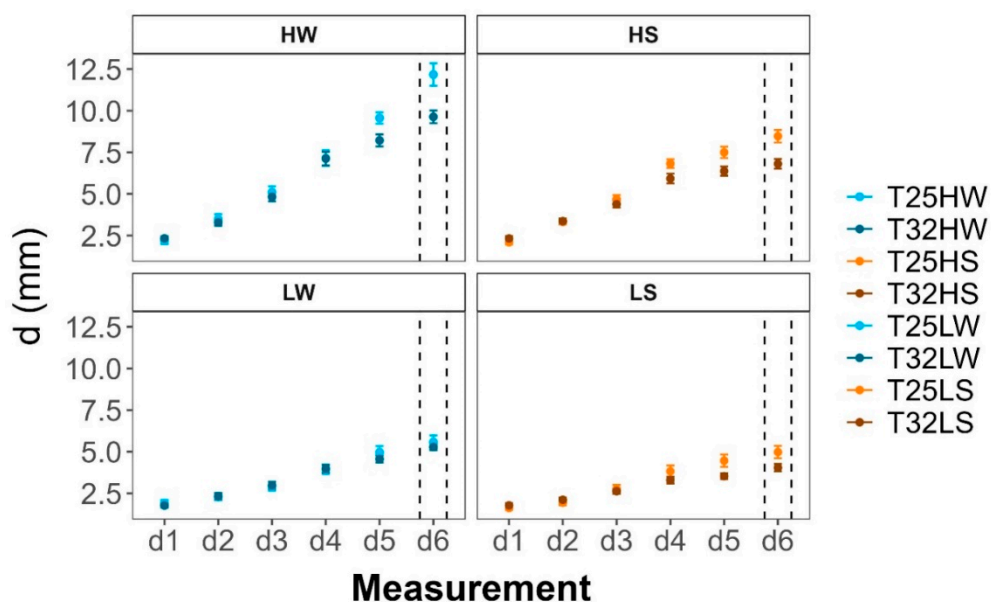 HW
HS
12.5
10.0
7.5
5.0
2.5
LW
LS
12.5
10.0
7.5
5.0
2.5
d (mm)
d1 d2 d3 d4 d5 d6
d1 d2 d3 d4 d5 d6
Measurement
T25HW
T32HW
T25HS
T32HS
T25LW
T32LW
T25LS
T32LS